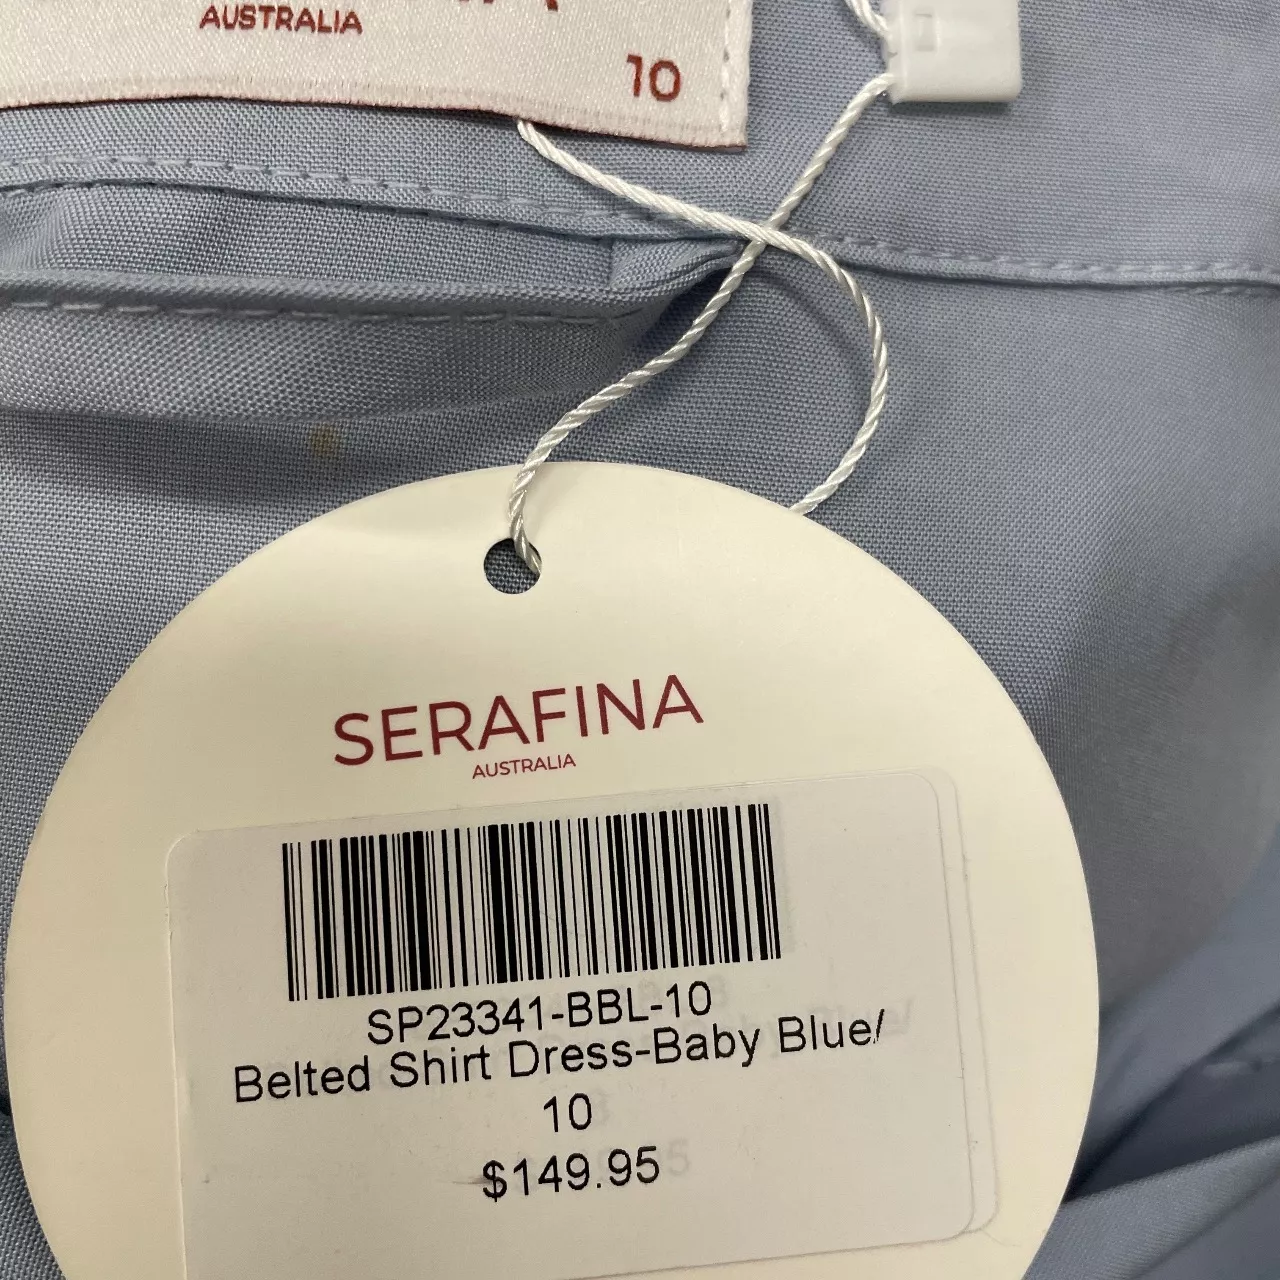 AUSTRALIA
10
SERAFINA
AUSTRALIA
SP23341-BBL-10
Belted Shirt Dress-Baby Blue/
10
$149.95